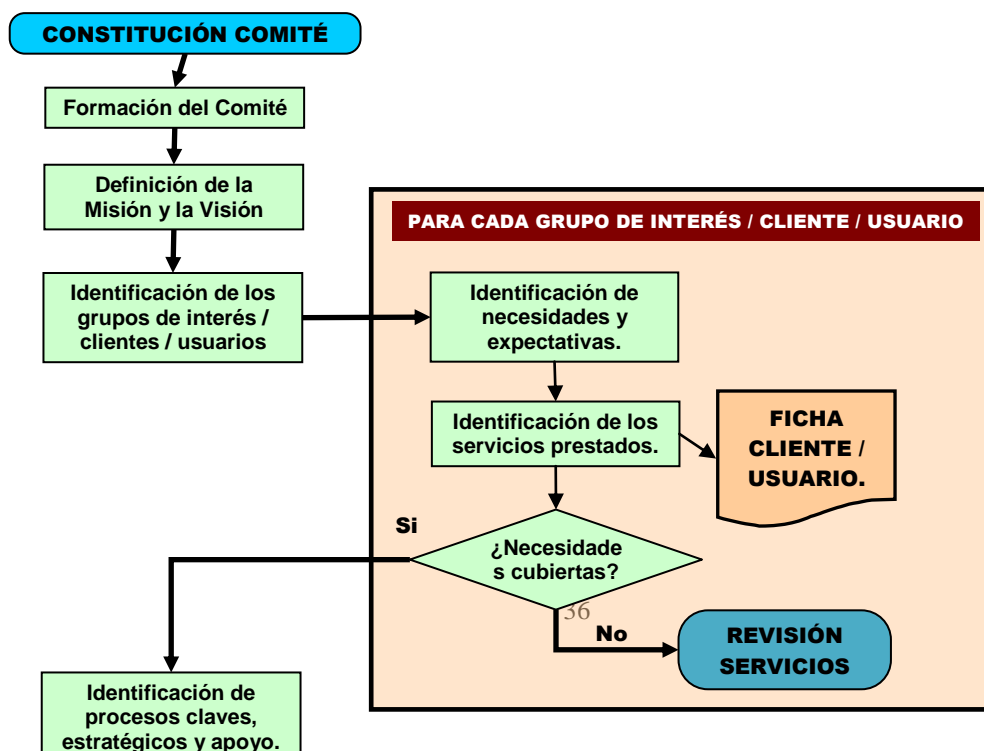 CONSTITUCIÓN COMITÉ
Formación del Comité
Definición de la
Misión y la Visión
Identificación de los
grupos de interés /
clientes / usuarios
PARA CADA GRUPO DE INTERÉS / CLIENTE / USUARIO
Identificación de
necesidades y
expectativas.
Identificación de los
servicios prestados.
FICHA
CLIENTE /
USUARIO.
Si
¿Necesidade
s cubiertas?
36
No
REVISIÓN
SERVICIOS
Identificación de
procesos claves,
estratégicos y apoyo.